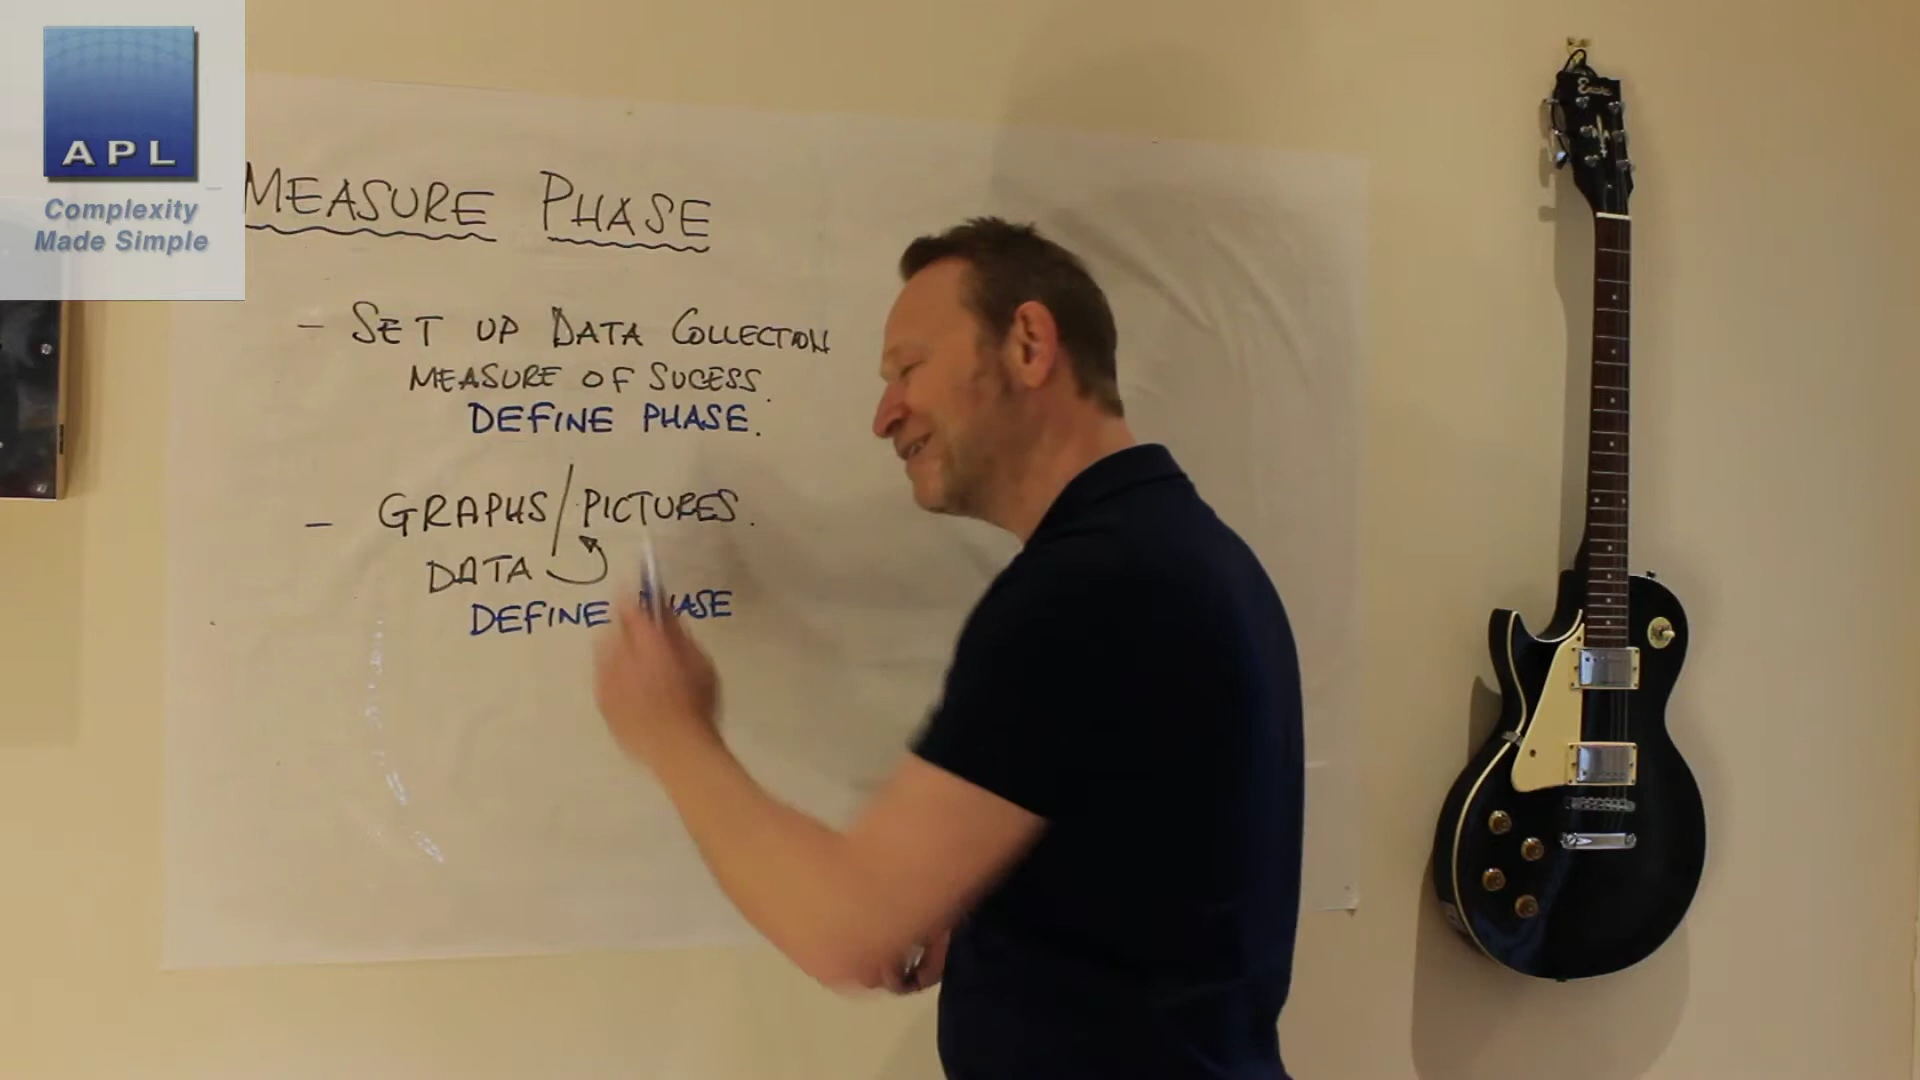 APL
Complexity
Made Simple
MEASURE PHASE
- SET UP DATA COLLECTION
MEASURE OF SUCESS.
DEFINE PHASE.
- GRAPHS/PICTURES.
DATA
DEFINE PHASE